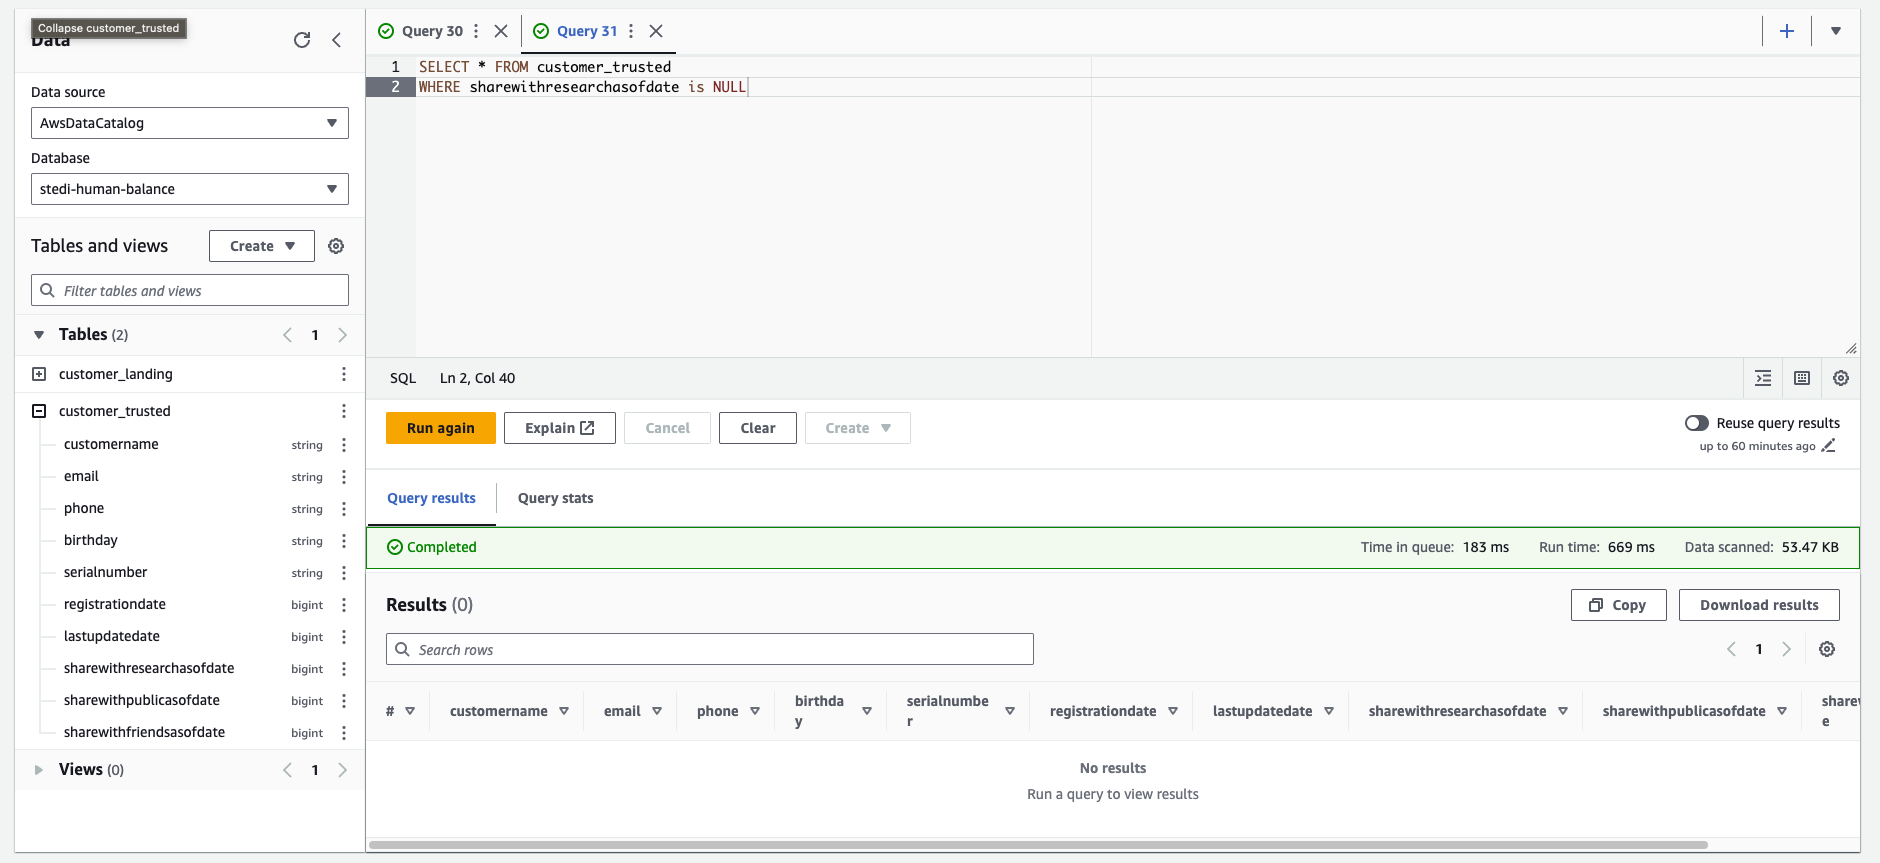 Collapse customer_trusted
Data
Data source
AwsDataCatalog
Database
stedi-human-balance
Tables and views
Create
Filter tables and views
Tables (2)
1
customer_landing
customer_trusted
customername string
email string
phone string
birthday string
serialnumber string
registrationdate bigint
lastupdatedate bigint
sharewithresearchasofdate bigint
sharewithpublicasofdate bigint
sharewithfriendsasofdate bigint
Views (0)
1
Query 30
Query 31
1 SELECT * FROM customer_trusted
2 WHERE sharewithresearchasofdate is NULL
SQL Ln 2, Col 40
Run again
Explain
Cancel
Clear
Create
Reuse query results
up to 60 minutes ago
Query results
Query stats
Completed
Time in queue: 183 ms Run time: 669 ms Data scanned: 53.47 KB
Results (0)
Copy
Download results
Search rows
1
# customername email phone birthda
y serialnumbe
r registrationdate lastupdatedate sharewithresearchasofdate sharewithpublicasofdate sharew
e
No results
Run a query to view results